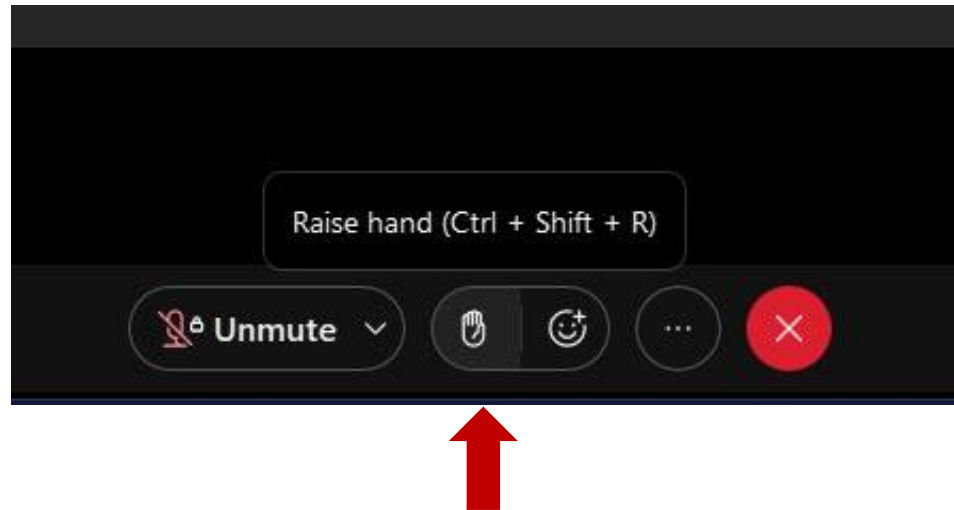 Raise hand (Ctrl + Shift + R)
Unmute